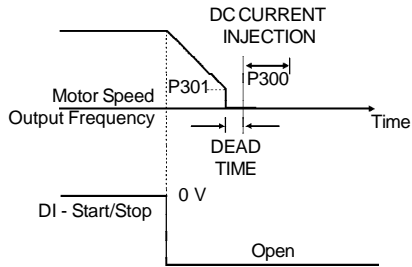 DC CURRENT
INJECTION
P301
P300
Motor Speed
Output Frequency
Time
DEAD
TIME
0 V
DI - Start/Stop
Open